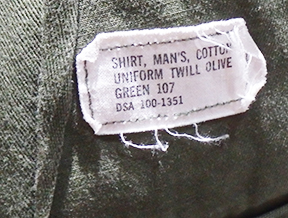 SHIRT, MAN'S, COTTON
UNIFORM TWILL OLIVE
GREEN 107
DSA 100-1351